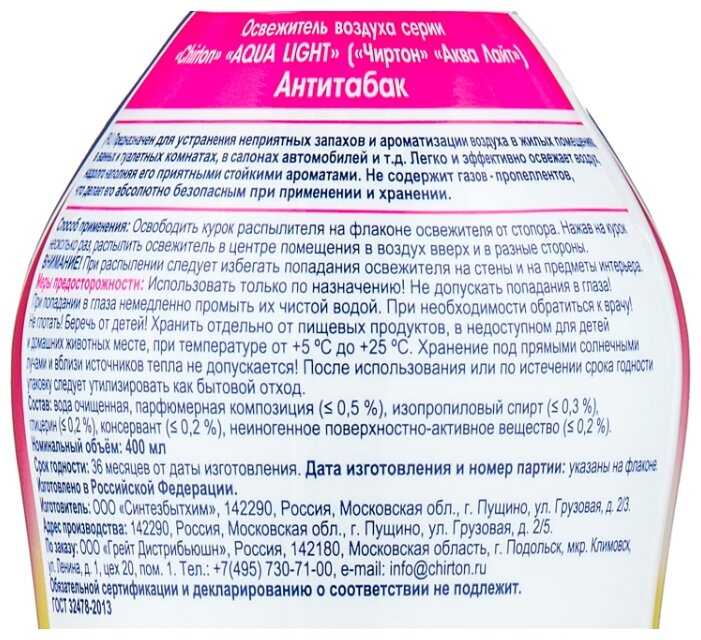 Освежитель воздуха серии
«Chirton» «AQUA LIGHT» («Чиртон» «Аква Лайт»)
Антитабак
RU Предназначен для устранения неприятных запахов и ароматизации воздуха в жилых помещениях,
в ванных и туалетных комнатах, в салонах автомобилей и т.д. Легко и эффективно освежает воздух,
надолго наполняя его приятными стойкими ароматами. Не содержит газов - пропеллентов,
что делает его абсолютно безопасным при применении и хранении.
Способ применения: Освободить курок распылителя на флаконе освежителя от стопора. Нажав на курок
несколько раз, распылить освежитель в центре помещения в воздух вверх и в разные стороны.
ВНИМАНИЕ! При распылении следует избегать попадания освежителя на стены и на предметы интерьера.
Меры предосторожности: Использовать только по назначению! Не допускать попадания в глаза!
При попадании в глаза немедленно промыть их чистой водой. При необходимости обратиться к врачу!
Не глотать! Беречь от детей! Хранить отдельно от пищевых продуктов, в недоступном для детей
и домашних животных месте, при температуре от +5 ºС до +25 ºС. Хранение под прямыми солнечными
лучами и вблизи источников тепла не допускается! После использования или по истечении срока годности
упаковку следует утилизировать как бытовой отход.
Состав: вода очищенная, парфюмерная композиция (≤ 0,5 %), изопропиловый спирт (≤ 0,3 %),
глицерин (≤ 0,2 %), консервант (≤ 0,2 %), неионогенное поверхностно-активное вещество (≤ 0,2 %).
Номинальный объём: 400 мл
Срок годности: 36 месяцев от даты изготовления. Дата изготовления и номер партии: указаны на флаконе.
Изготовлено в Российской Федерации.
Изготовитель: ООО «Синтезбытхим», 142290, Россия, Московская обл., г. Пущино, ул. Грузовая, д. 2/3.
Адрес производства: 142290, Россия, Московская обл., г. Пущино, ул. Грузовая, д. 2/5.
По заказу: ООО «Грейт Дистрибьюшн», Россия, 142180, Московская область, г. Подольск, мкр. Климовск,
ул. Ленина, д. 1, цех 20, пом. 1. Тел.: +7(495) 730-71-00, e-mail: info@chirton.ru
Обязательной сертификации и декларированию о соответствии не подлежит.
ГОСТ 32478-2013